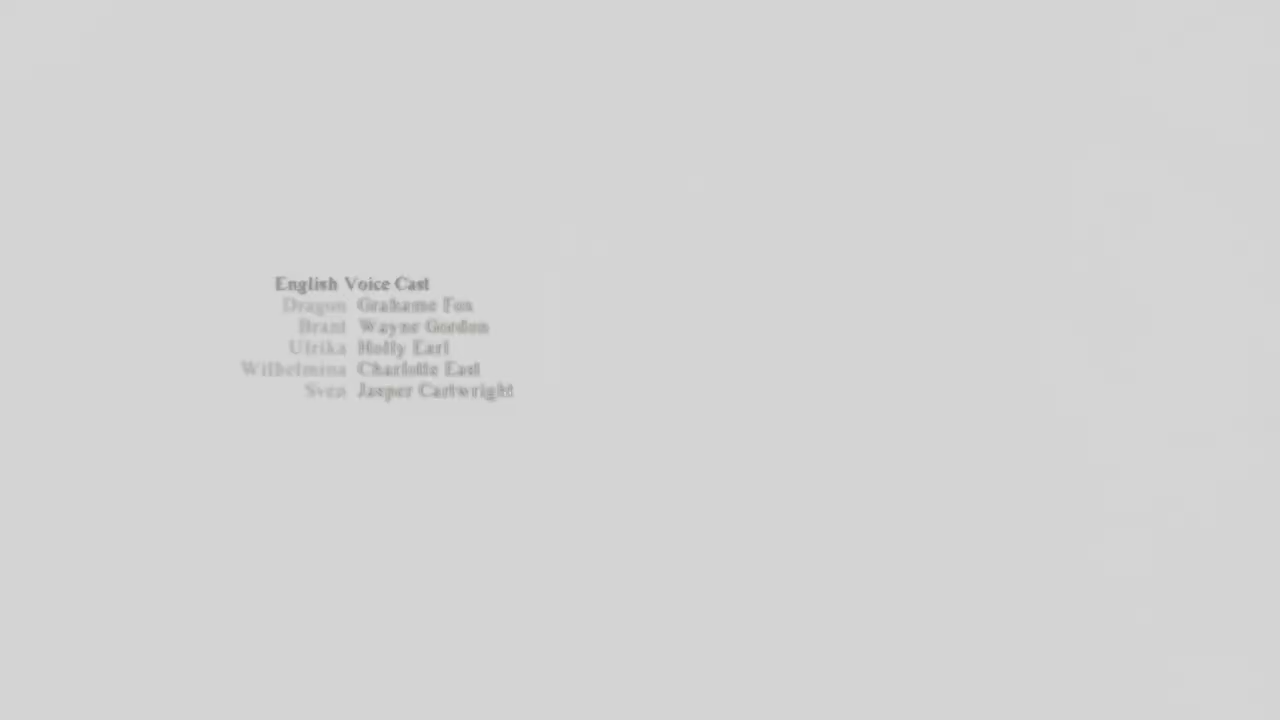 English Voice Cast
Dragon Grahame Fox
Brant Wayne Gordon
Ulrika Holly Earl
Wilhelmina Charlotte East
Sven Jasper Cartwright